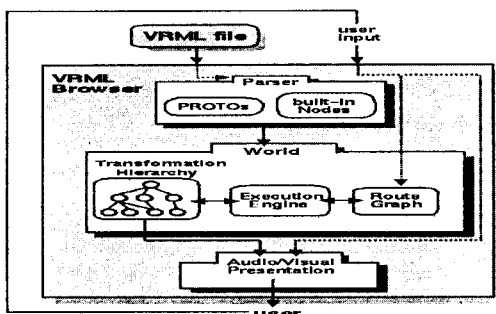 VRML file
user
input
VRML
Browser
Parser
PROTOs
built-in
Nodes
World
Transformation
Hierarchy
Execution
Engine
Route
Graph
Audio/Visual
Presentation
user